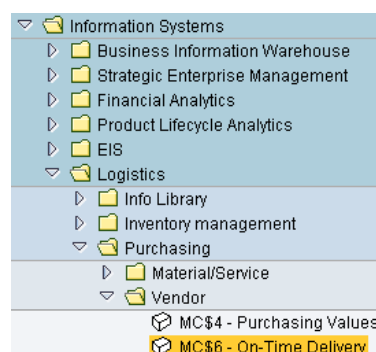 Information Systems
Business Information Warehouse
Strategic Enterprise Management
Financial Analytics
Product Lifecycle Analytics
EIS
Logistics
Info Library
Inventory management
Purchasing
Material/Service
Vendor
MC$4 - Purchasing Values
MC$6 - On-Time Delivery